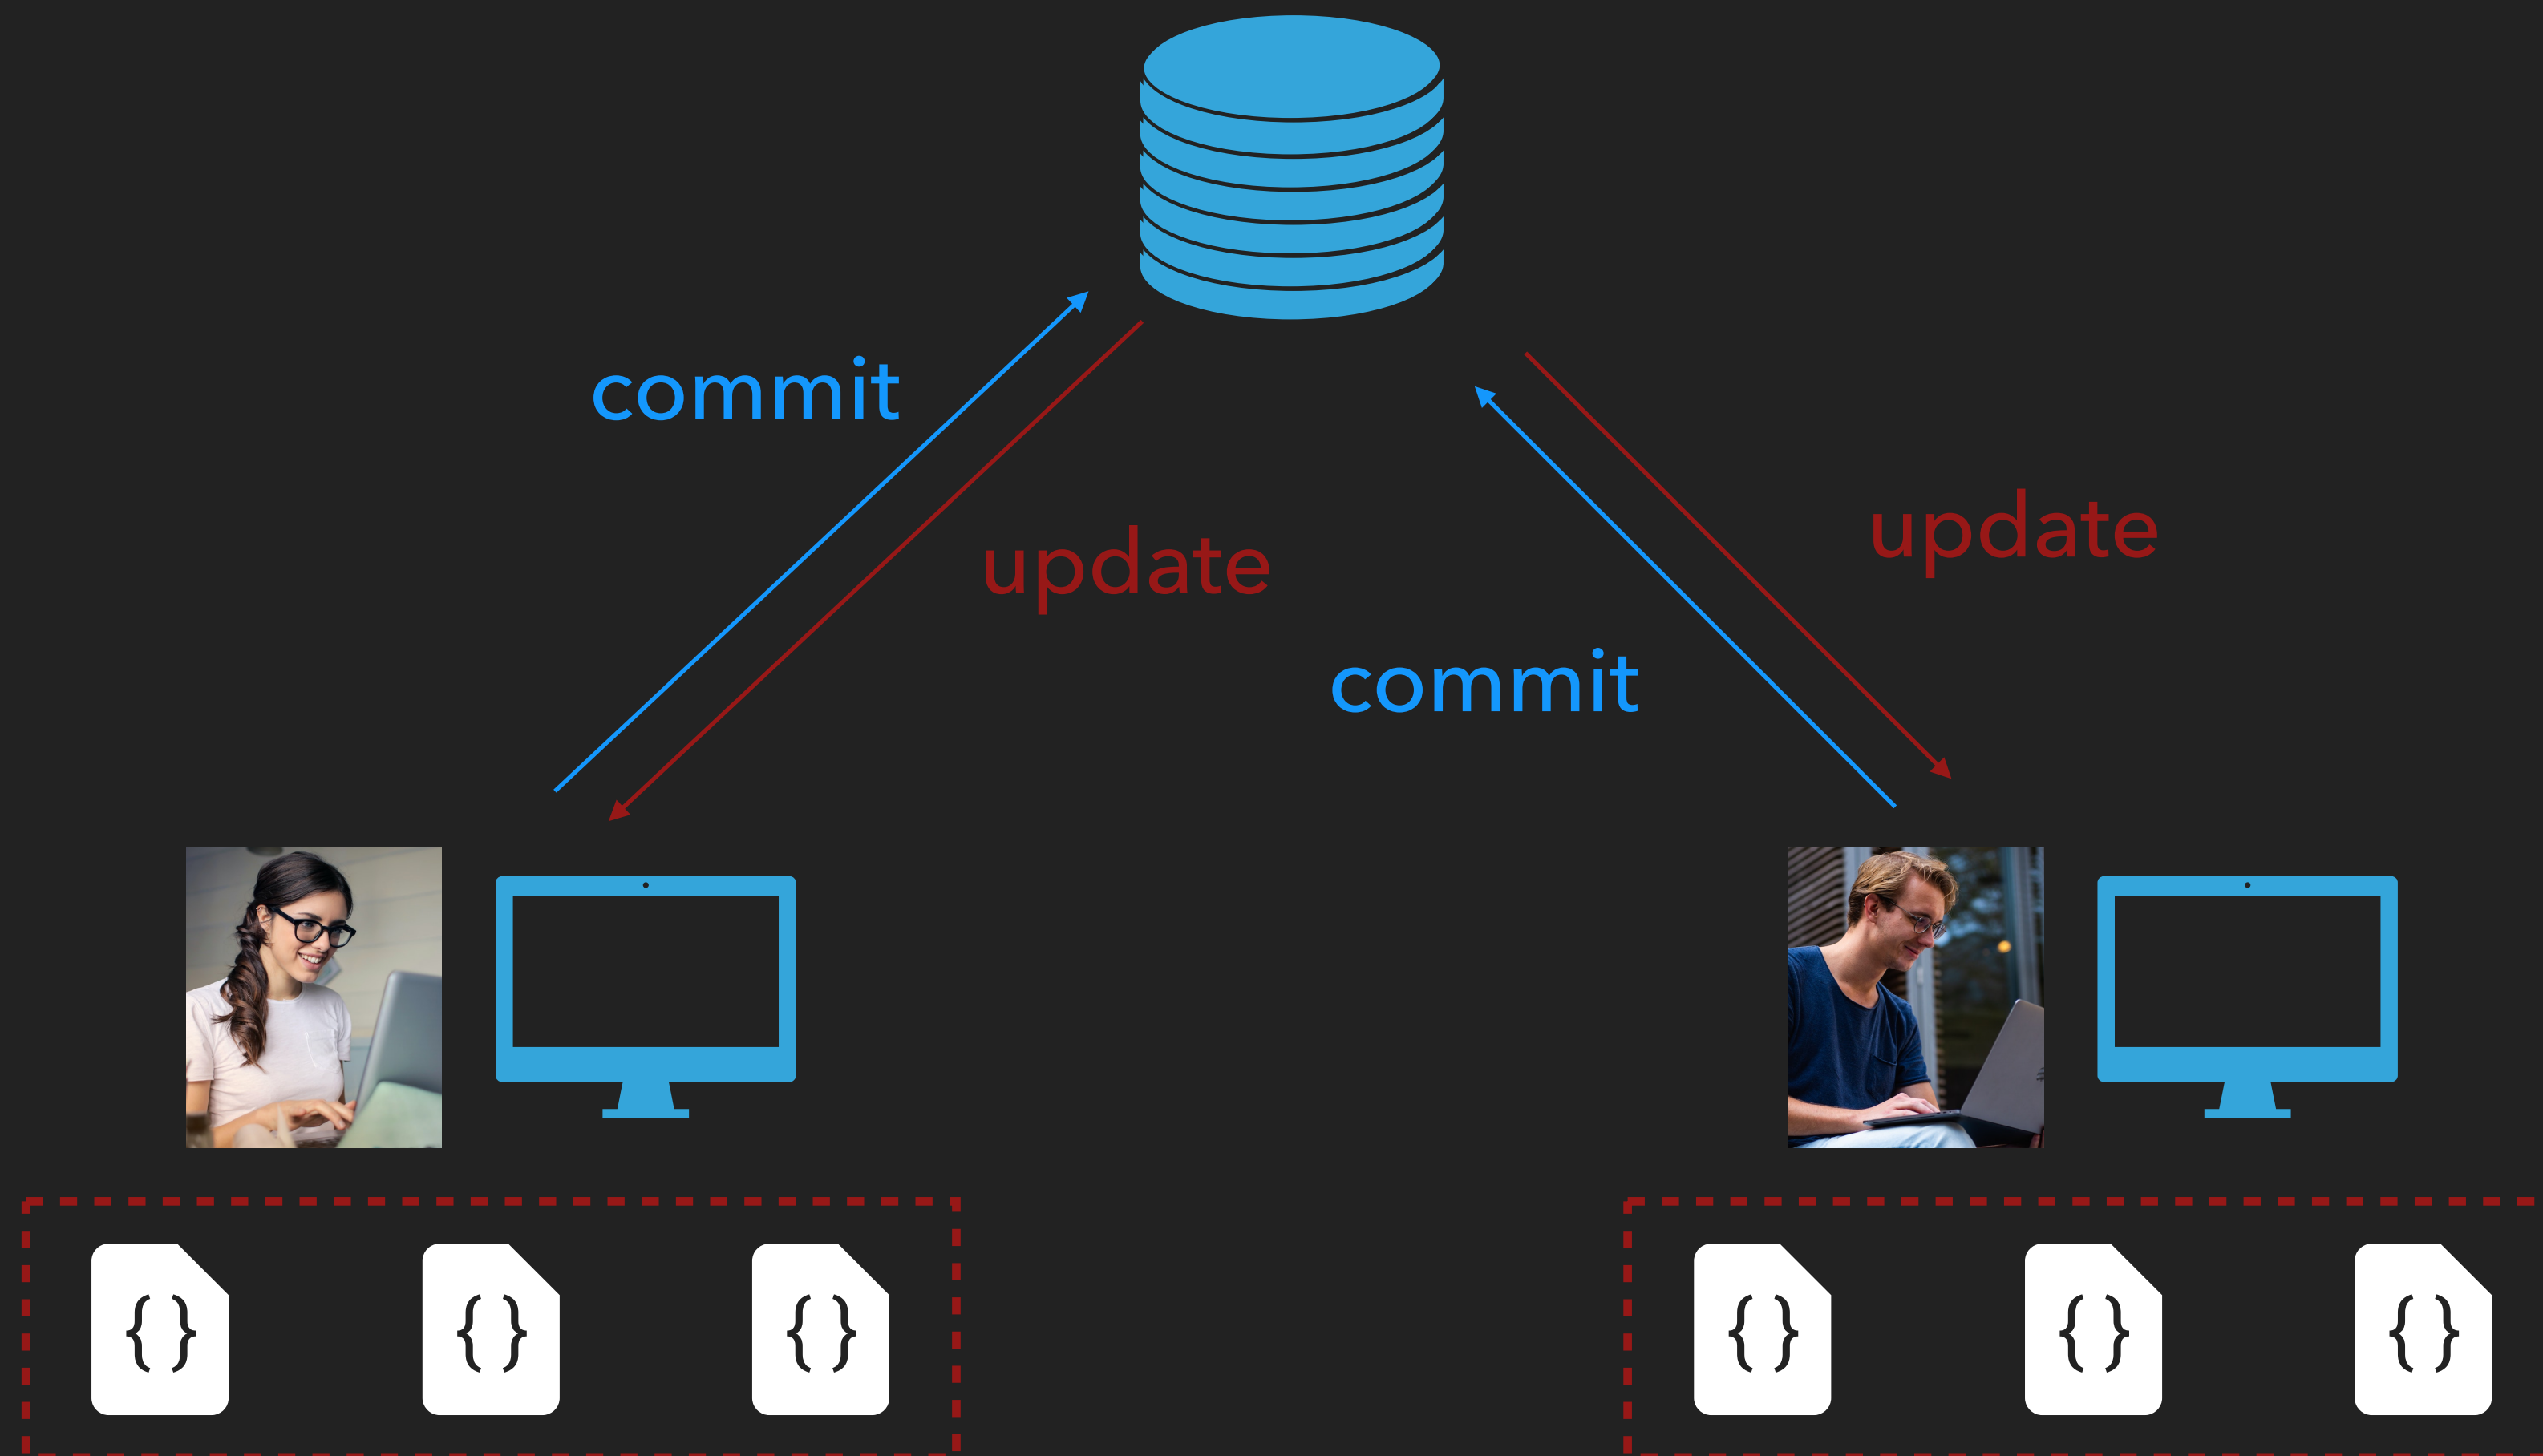 commit
update
update
commit
{ }
{ }
{ }
{ }
{ }
{ }